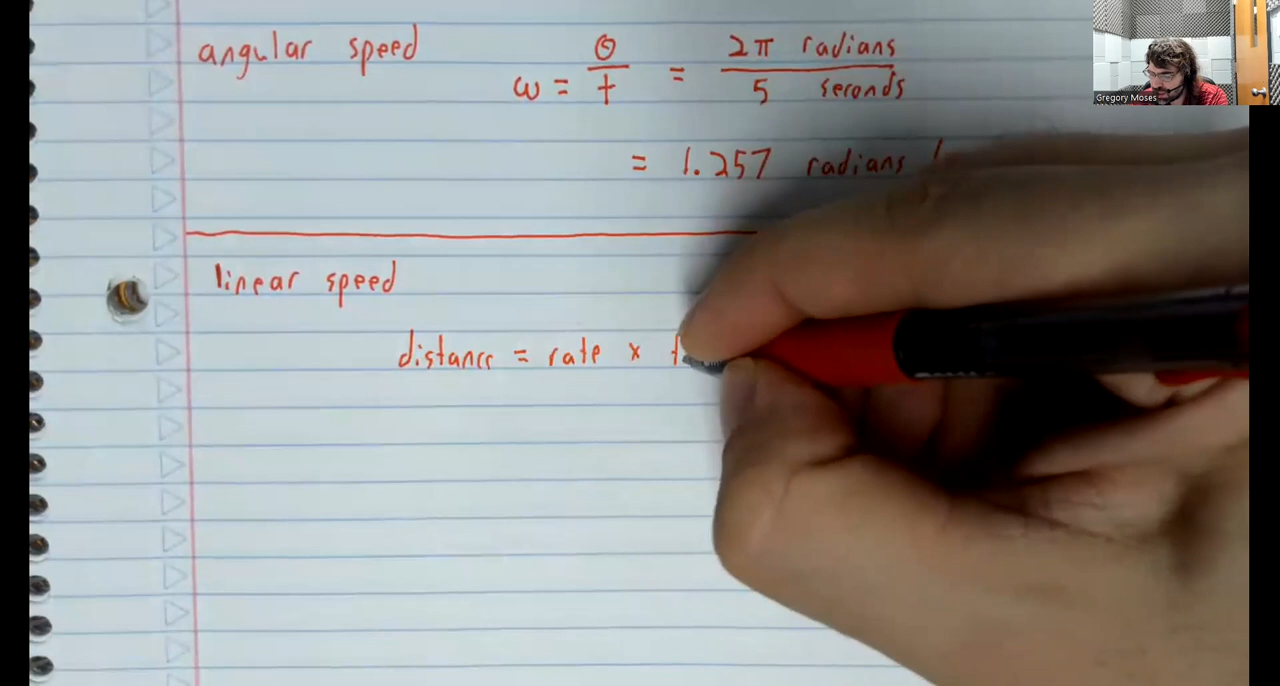 angular speed
ω = θ / t = 2π radians / 5 seconds
= 1.257 radians /
linear speed
distance = rate × t
Gregory Moses